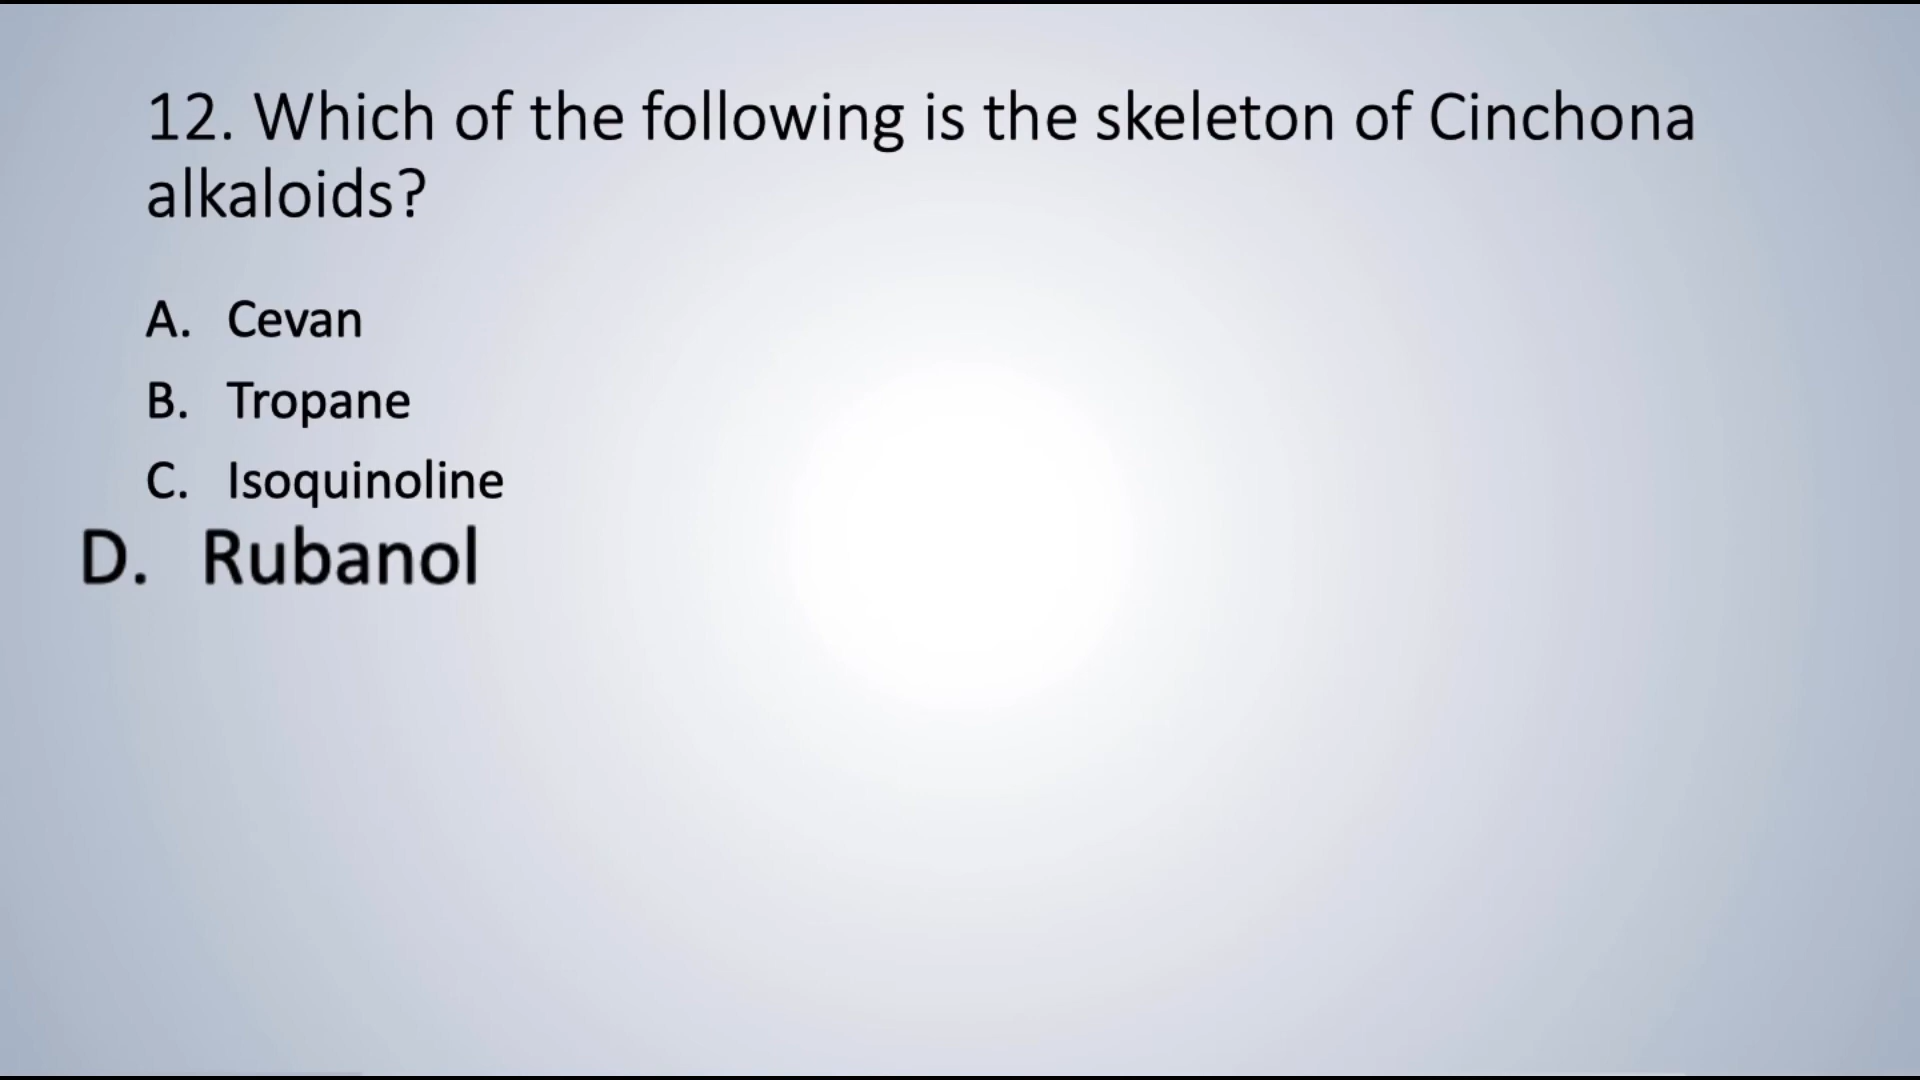 12. Which of the following is the skeleton of Cinchona
alkaloids?
A. Cevan
B. Tropane
C. Isoquinoline
D. Rubanol